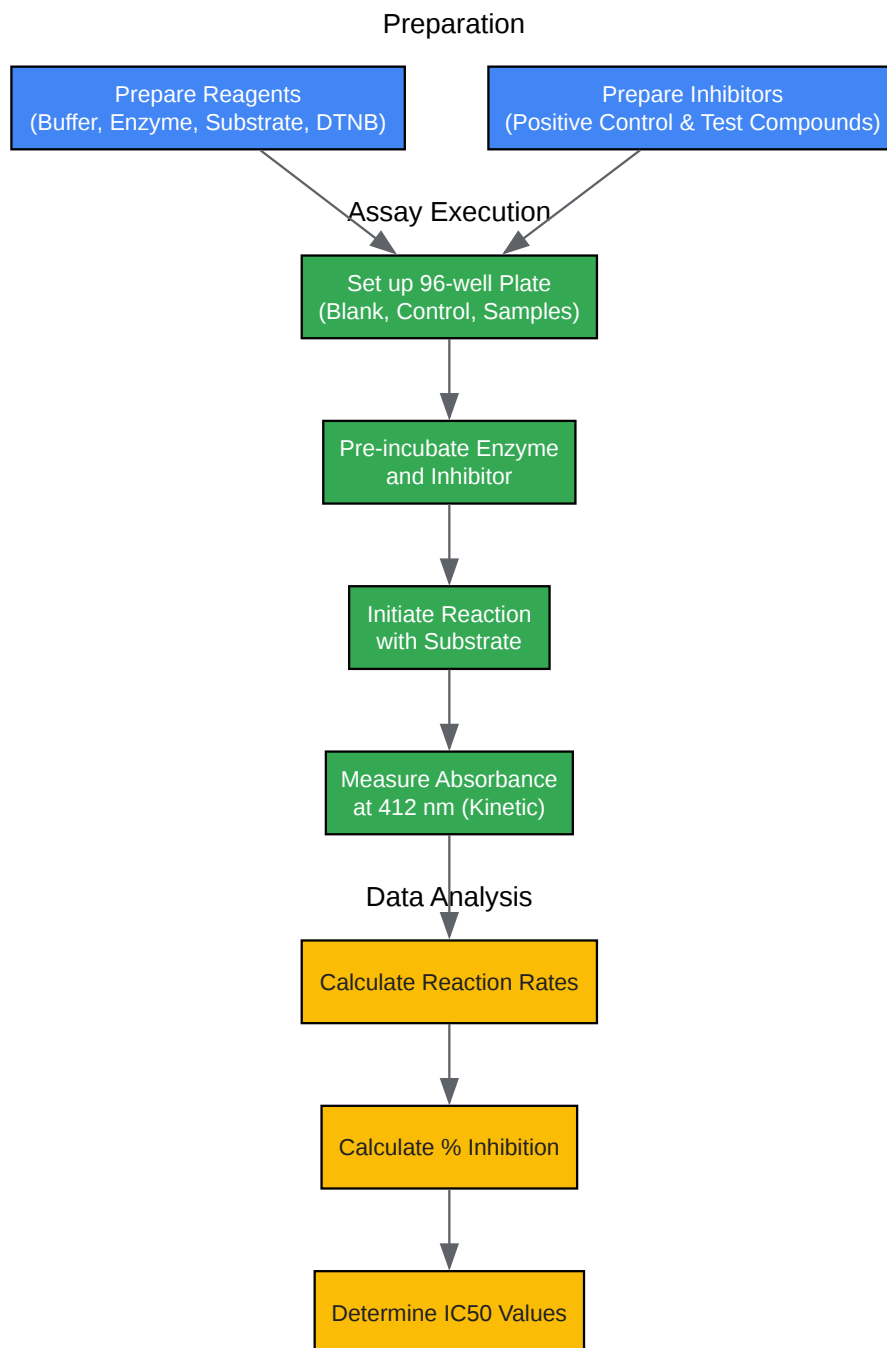 Preparation
Prepare Reagents
(Buffer, Enzyme, Substrate, DTNB)
Prepare Inhibitors
(Positive Control & Test Compounds)
Assay Execution
Set up 96-well Plate
(Blank, Control, Samples)
Pre-incubate Enzyme
and Inhibitor
Initiate Reaction
with Substrate
Measure Absorbance
at 412 nm (Kinetic)
Data Analysis
Calculate Reaction Rates
Calculate % Inhibition
Determine IC50 Values